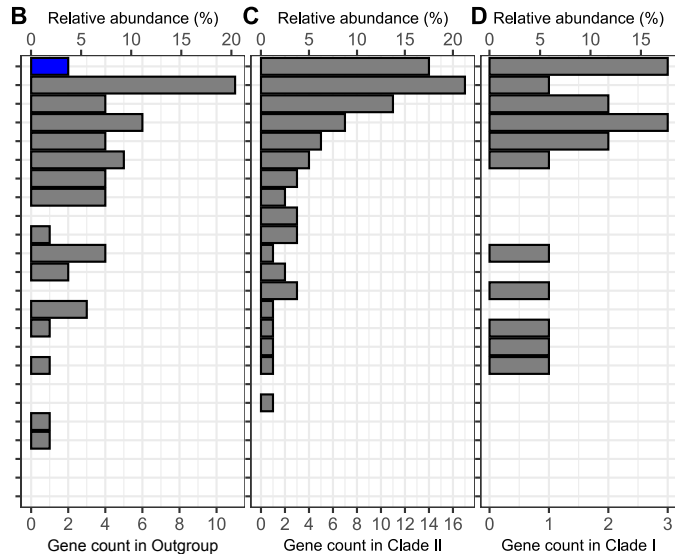 B Relative abundance (%) C Relative abundance (%) D Relative abundance (%)
0 5 10 15 20 0 5 10 15 20 0 5 10 15
0 2 4 6 8 10 0 2 4 6 8 10 12 14 16 0 1 2 3
Gene count in Outgroup Gene count in Clade II Gene count in Clade I